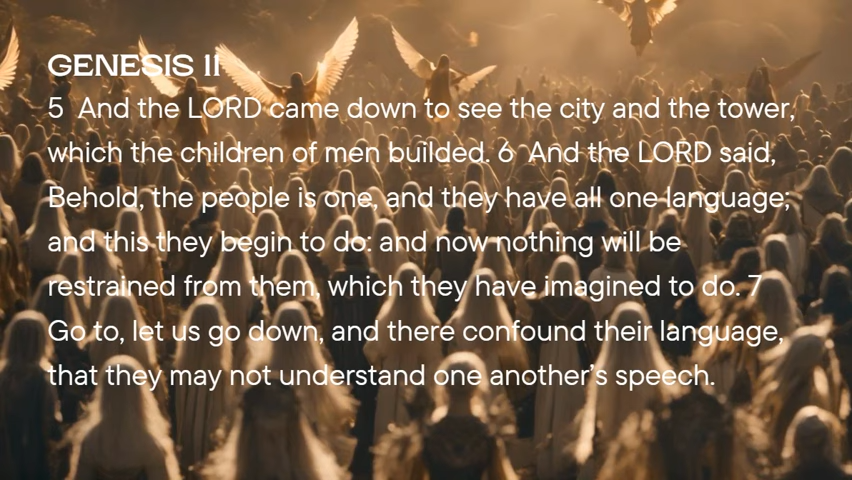 GENESIS 11
5  And the LORD came down to see the city and the tower,
which the children of men builded. 6  And the LORD said,
Behold, the people is one, and they have all one language;
and this they begin to do: and now nothing will be
restrained from them, which they have imagined to do. 7
Go to, let us go down, and there confound their language,
that they may not understand one another’s speech.